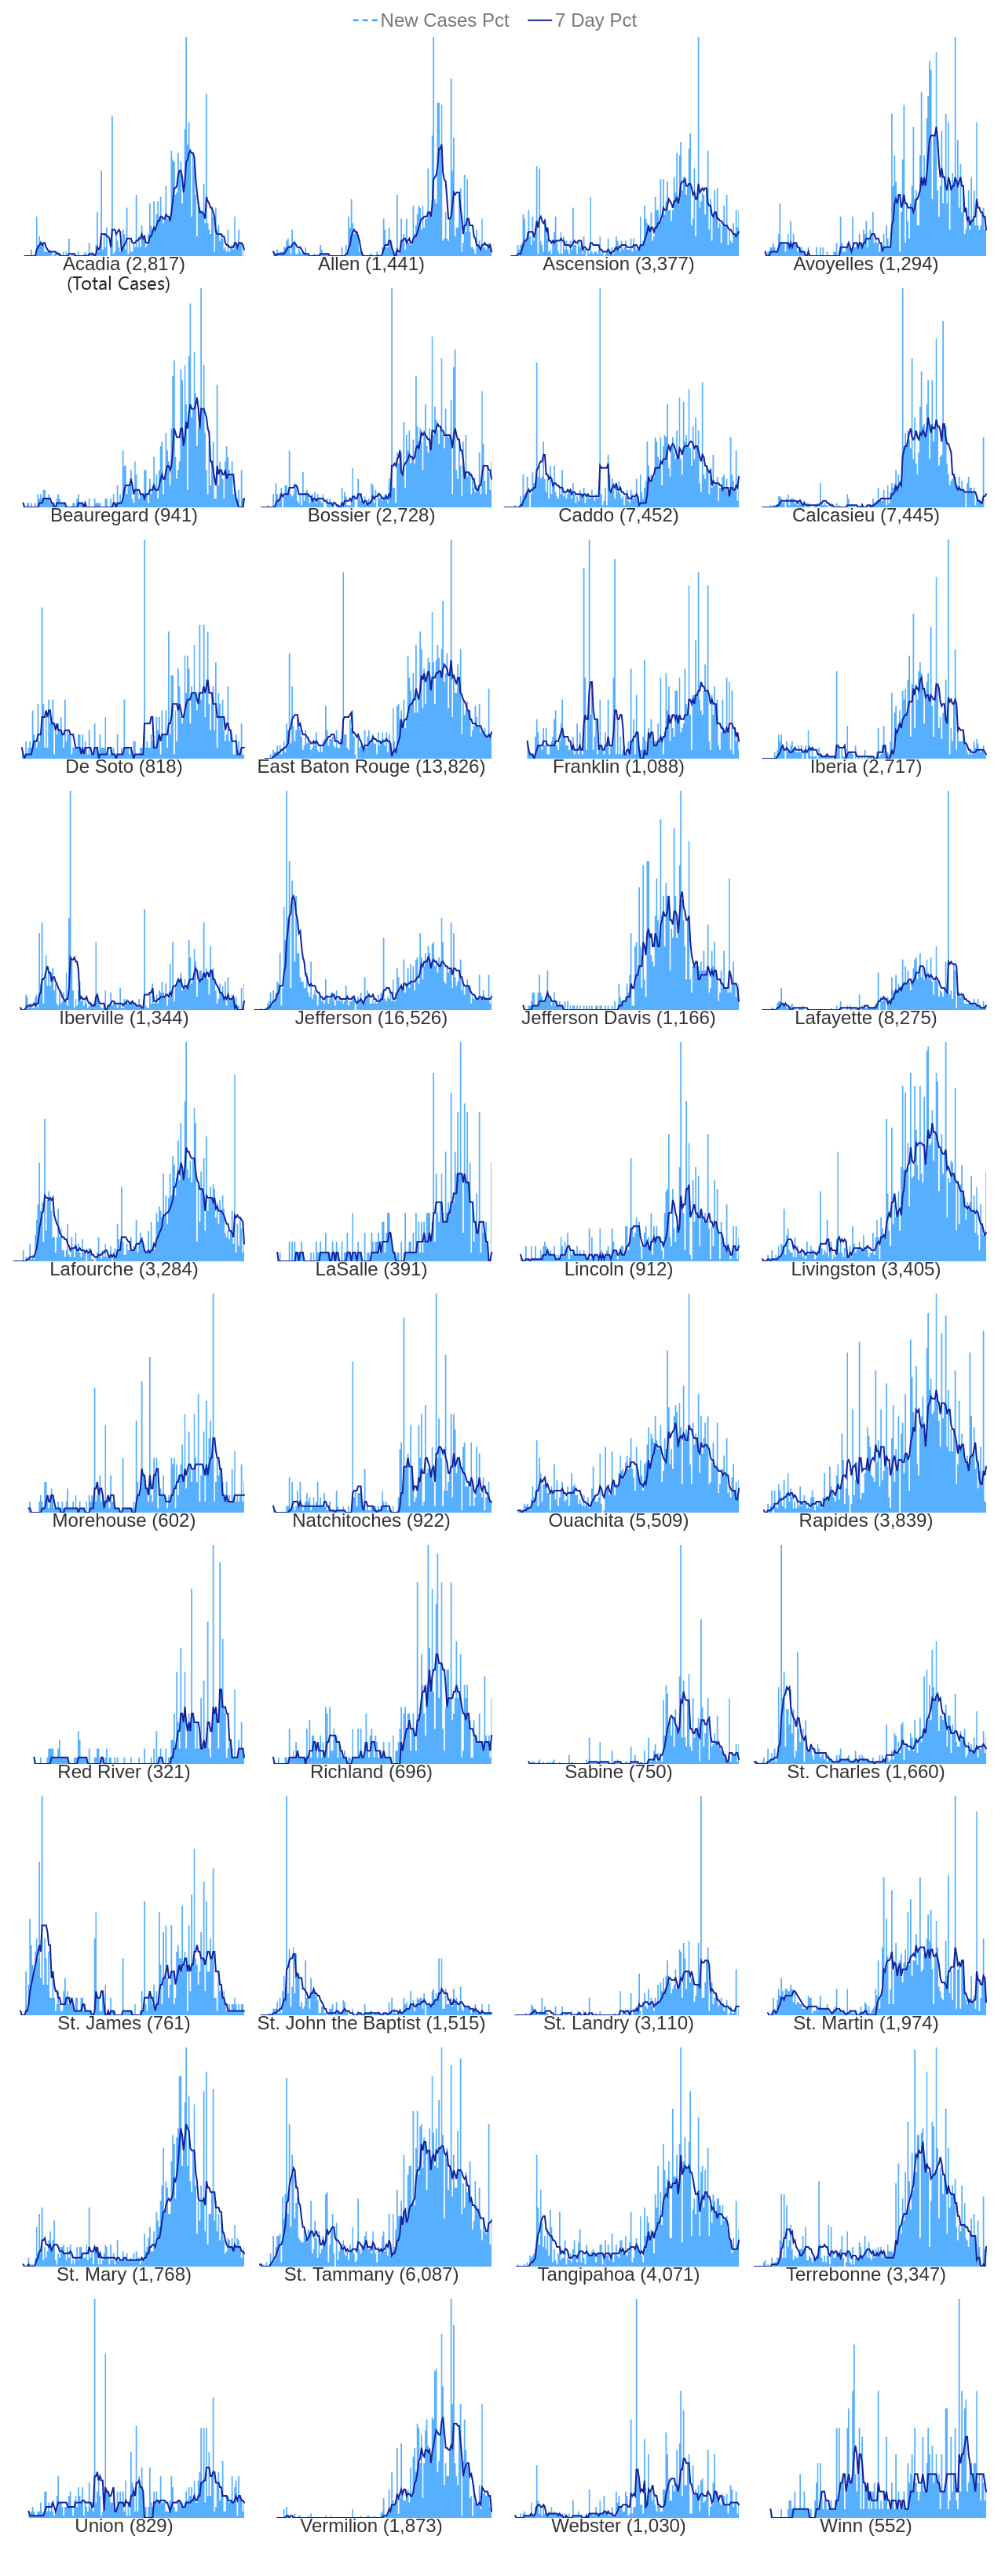 New Cases Pct 7 Day Pct
Acadia (2,817) Allen (1,441) Ascension (3,377) Avoyelles (1,294)
(Total Cases)
Beauregard (941) Bossier (2,728) Caddo (7,452) Calcasieu (7,445)
De Soto (818) East Baton Rouge (13,826) Franklin (1,088) Iberia (2,717)
Iberville (1,344) Jefferson (16,526) Jefferson Davis (1,166) Lafayette (8,275)
Lafourche (3,284) LaSalle (391) Lincoln (912) Livingston (3,405)
Morehouse (602) Natchitoches (922) Ouachita (5,509) Rapides (3,839)
Red River (321) Richland (696) Sabine (750) St. Charles (1,660)
St. James (761) St. John the Baptist (1,515) St. Landry (3,110) St. Martin (1,974)
St. Mary (1,768) St. Tammany (6,087) Tangipahoa (4,071) Terrebonne (3,347)
Union (829) Vermilion (1,873) Webster (1,030) Winn (552)